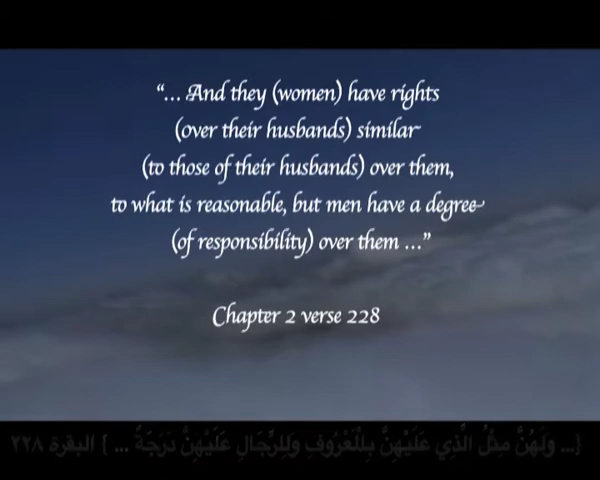 “... And they (women) have rights
(over their husbands) similar
(to those of their husbands) over them,
to what is reasonable, but men have a degree
(of responsibility) over them ...”
Chapter 2 verse 228
{... وَلَهُنَّ مِثْلُ الَّذِي عَلَيْهِنَّ بِالْمَعْرُوفِ وَلِلرِّجَالِ عَلَيْهِنَّ دَرَجَةٌ ... } البقرة ٢٢٨